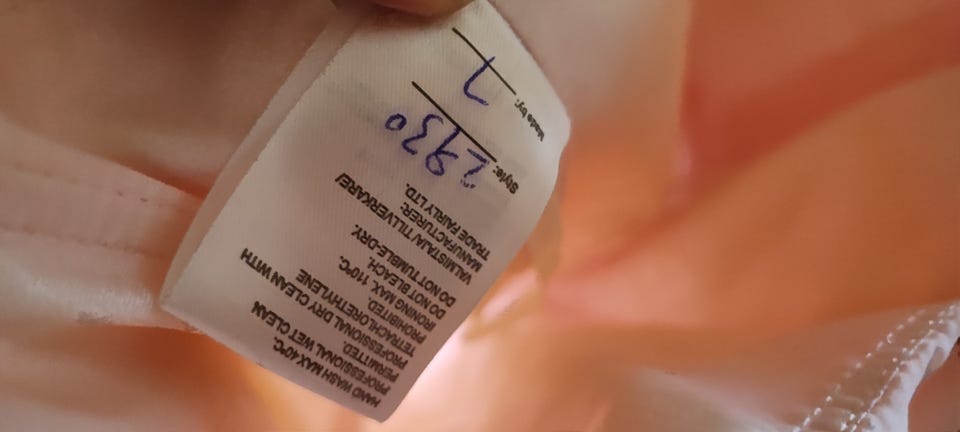 HAND WASH MAX 40°C.
PROFESSIONAL WET CLEAN
PERMITTED.
PROFESSIONAL DRY CLEAN WITH
TETRACHLORETHYLENE
PROHIBITED.
IRONING MAX. 110°C.
DO NOT BLEACH.
DO NOT TUMBLE-DRY.
VALMISTAJA/ TILLVERKARE/
MANUFACTURER:
TRADE FAIRLY LTD.
Style: 2930
Made by: 7